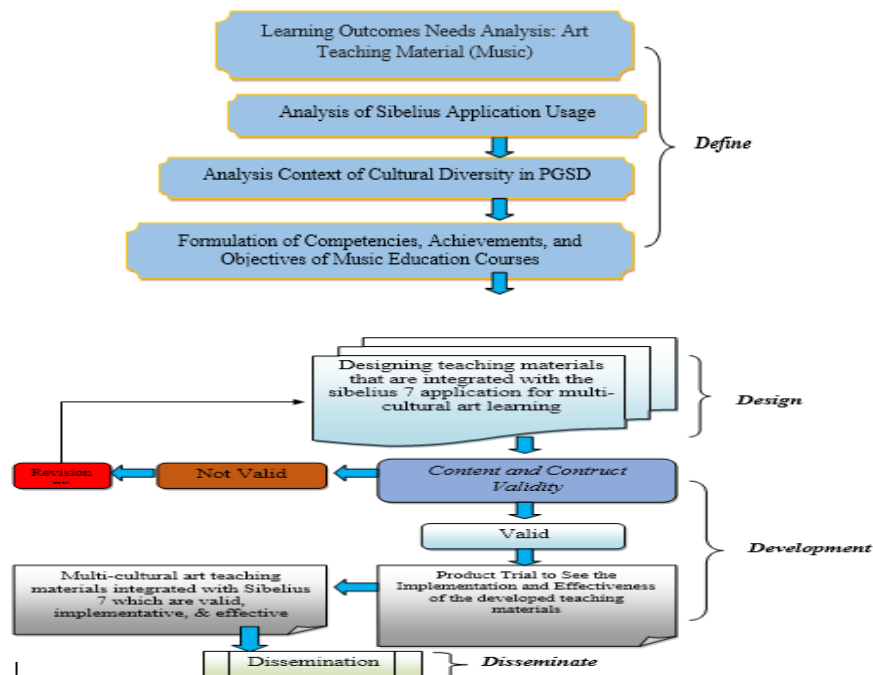 Learning Outcomes Needs Analysis: Art
Teaching Material (Music)
Analysis of Sibelius Application Usage
Define
Analysis Context of Cultural Diversity in PGSD
Formulation of Competencies, Achievements, and
Objectives of Music Education Courses
Designing teaching materials
that are integrated with the
sibelius 7 application for multi-
cultural art learning
Design
Revision
Not Valid
Content and Contruct
Validity
Valid
Development
Multi-cultural art teaching
materials integrated with Sibelius
7 which are valid,
implementative, & effective
Product Trial to See the
Implementation and Effectiveness
of the developed teaching
materials
Dissemination
Disseminate